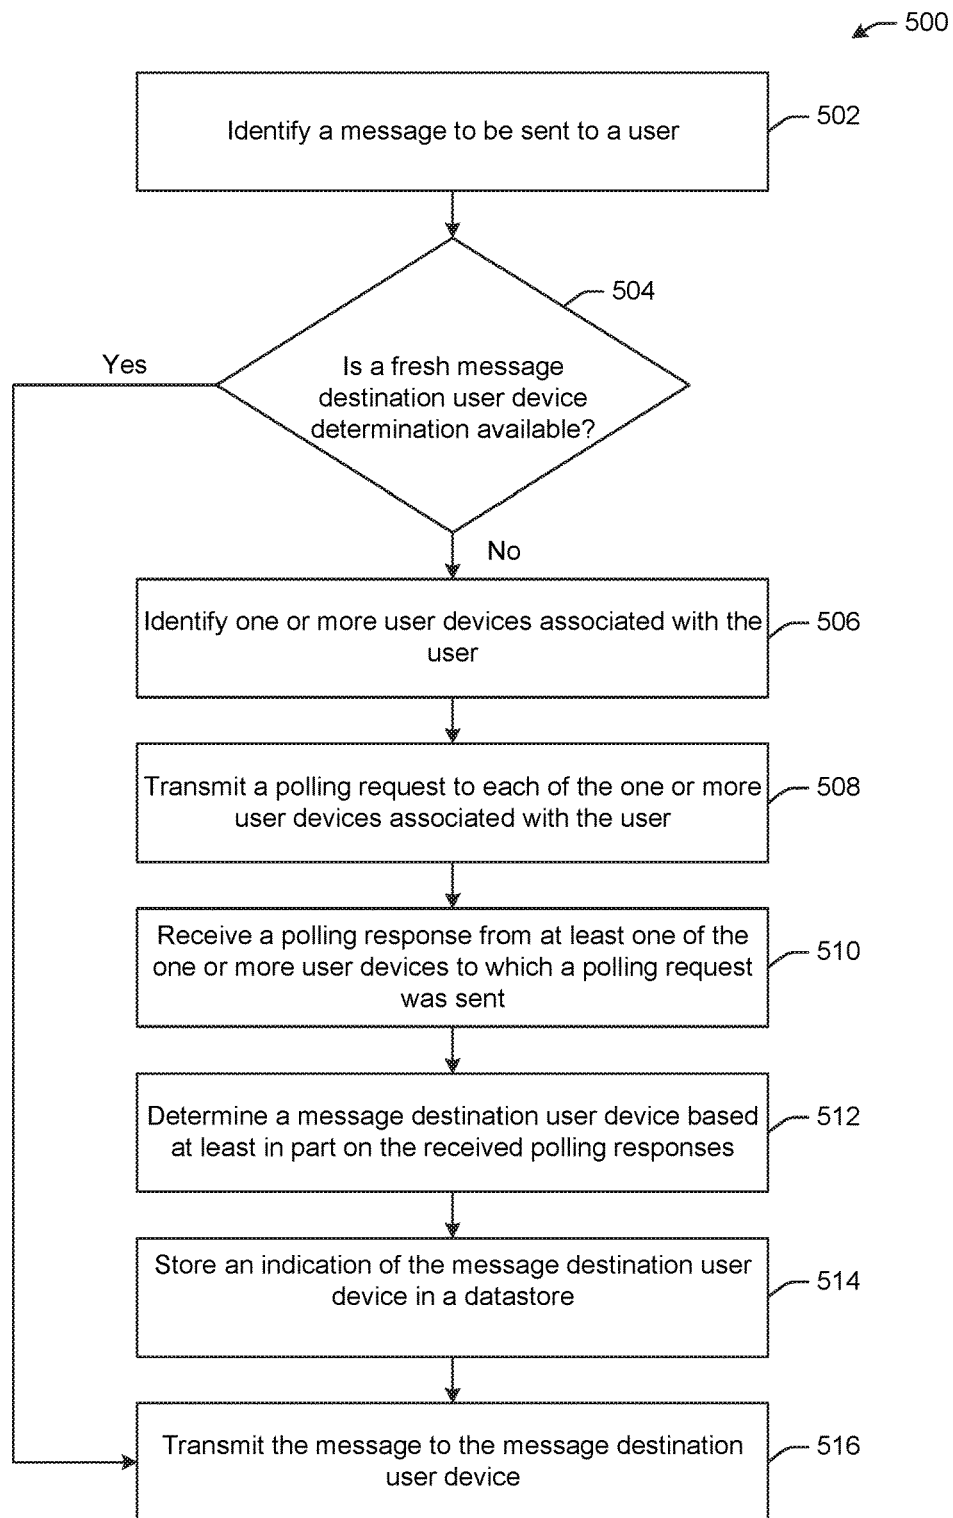 500
Identify a message to be sent to a user
502
504
Yes
Is a fresh message
destination user device
determination available?
No
Identify one or more user devices associated with the
user
506
Transmit a polling request to each of the one or more
user devices associated with the user
508
Receive a polling response from at least one of the
one or more user devices to which a polling request
was sent
510
Determine a message destination user device based
at least in part on the received polling responses
512
Store an indication of the message destination user
device in a datastore
514
Transmit the message to the message destination
user device
516